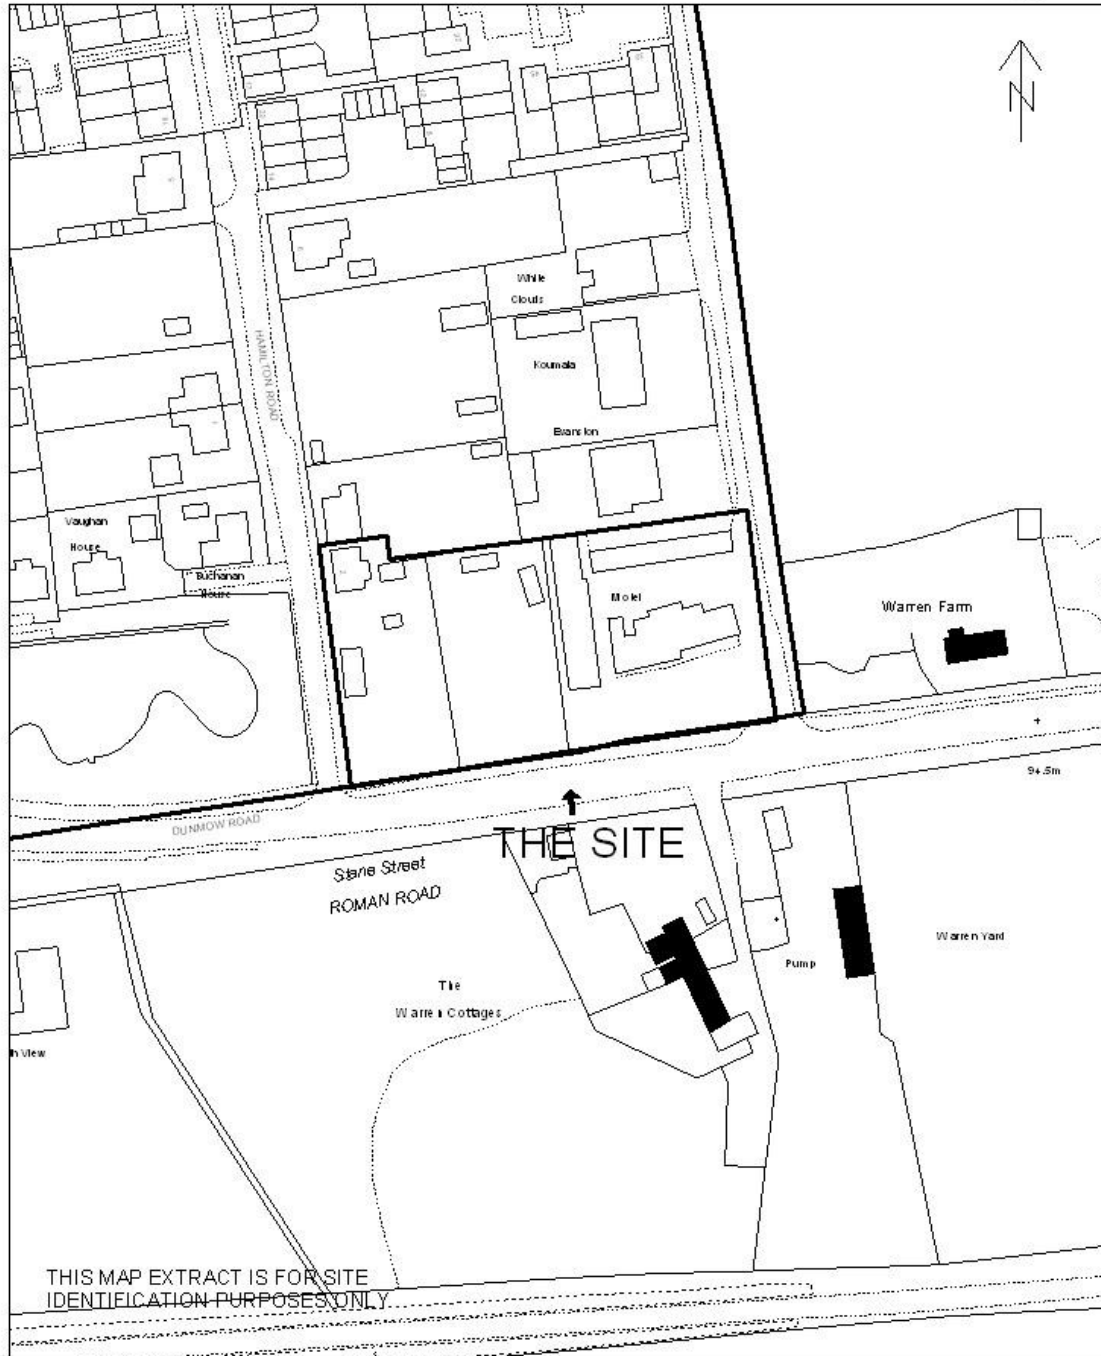 N
HAMILTON ROAD
White
Clouds
Koumala
Evanston
Vaughan
House
Buchanan
House
Motel
Warren Farm
94.5m
DUNMOW ROAD
THE SITE
Stane Street
ROMAN ROAD
Warren Yard
Pump
The
Warren Cottages
th View
THIS MAP EXTRACT IS FOR SITE
IDENTIFICATION PURPOSES ONLY